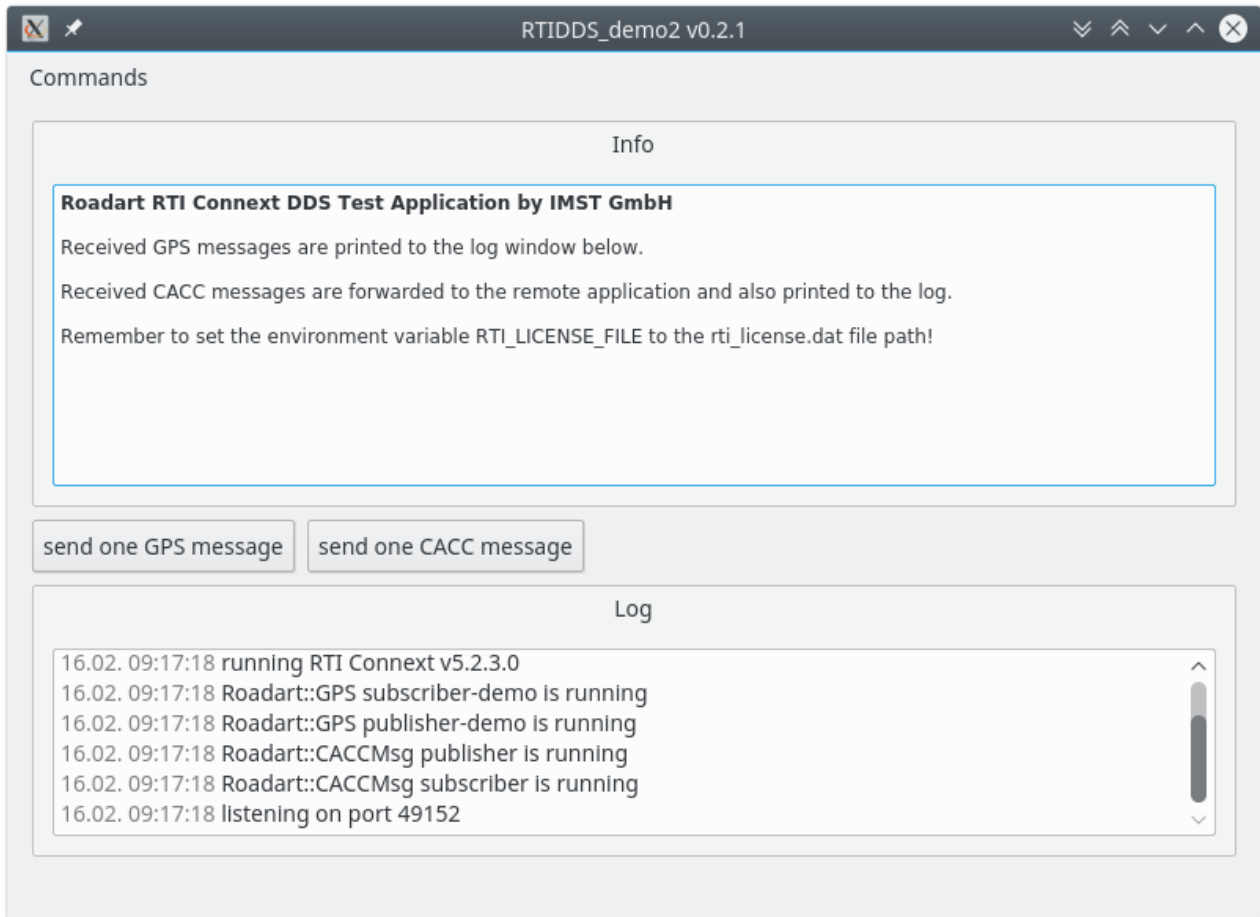 RTIDDS_demo2 v0.2.1
Commands
Info
Roadart RTI Connext DDS Test Application by IMST GmbH
Received GPS messages are printed to the log window below.
Received CACC messages are forwarded to the remote application and also printed to the log.
Remember to set the environment variable RTI_LICENSE_FILE to the rti_license.dat file path!
send one GPS message
send one CACC message
Log
16.02. 09:17:18 running RTI Connext v5.2.3.0
16.02. 09:17:18 Roadart::GPS subscriber-demo is running
16.02. 09:17:18 Roadart::GPS publisher-demo is running
16.02. 09:17:18 Roadart::CACCMsg publisher is running
16.02. 09:17:18 Roadart::CACCMsg subscriber is running
16.02. 09:17:18 listening on port 49152